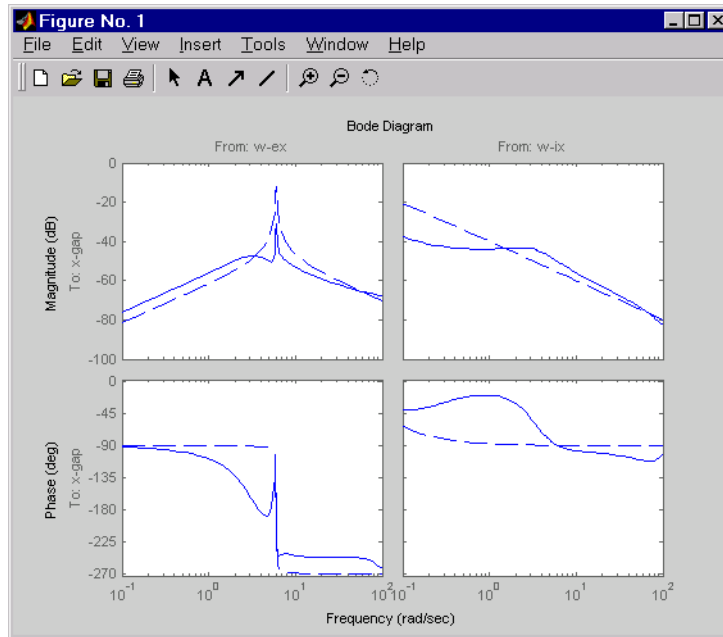 Figure No. 1
File Edit View Insert Tools Window Help
A
Bode Diagram
From: w-ex
From: w-ix
Magnitude (dB)
To: x-gap
0
-20
-40
-60
-80
-100
Phase (deg)
To: x-gap
0
-45
-90
-135
-180
-225
-270
10^-1
10^0
10^1
10^2
10^-1
10^0
10^1
10^2
Frequency (rad/sec)